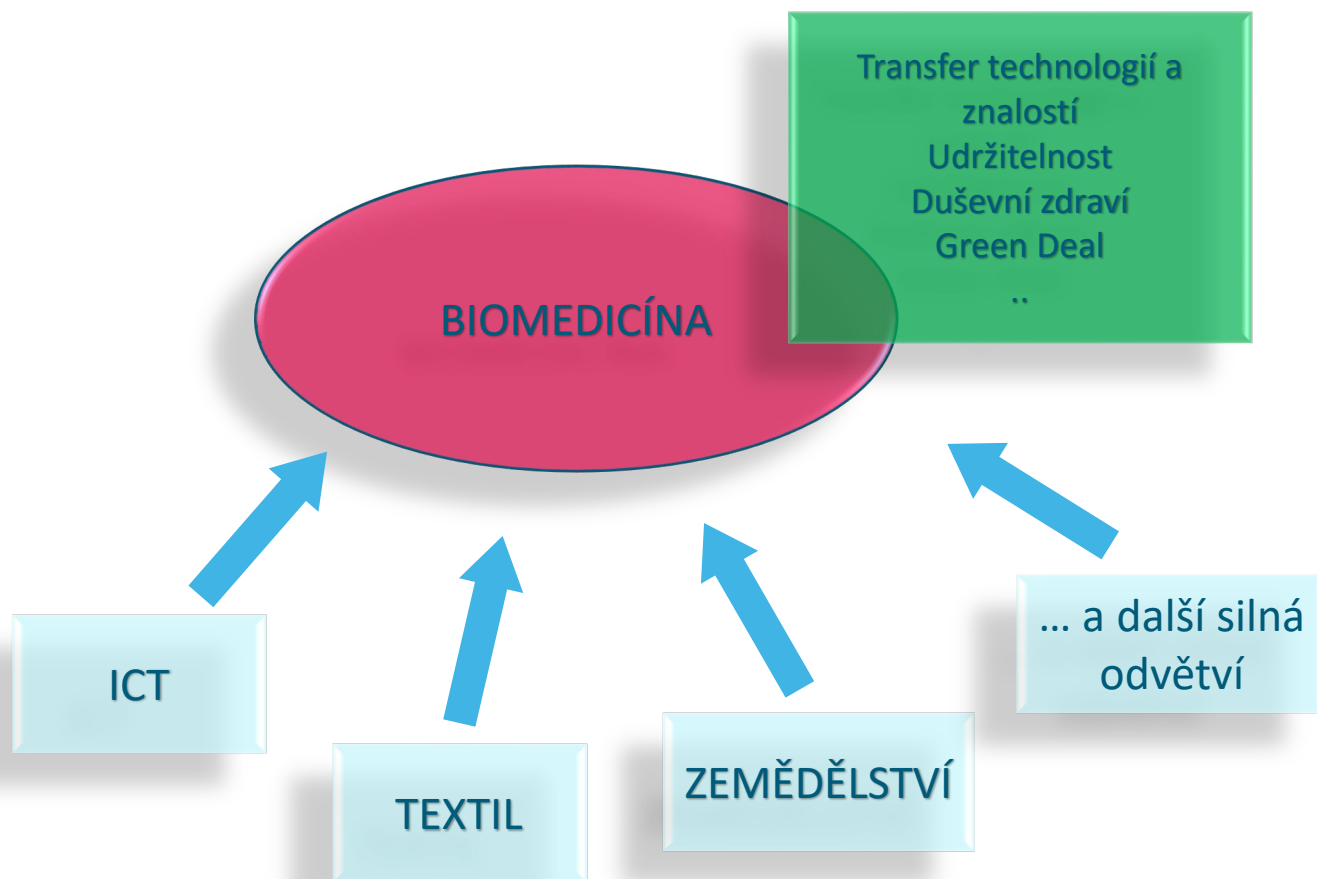 Transfer technologií a
znalostí
Udržitelnost
Duševní zdraví
Green Deal
..
BIOMEDICÍNA
... a další silná
odvětví
ICT
ZEMĚDĚLSTVÍ
TEXTIL